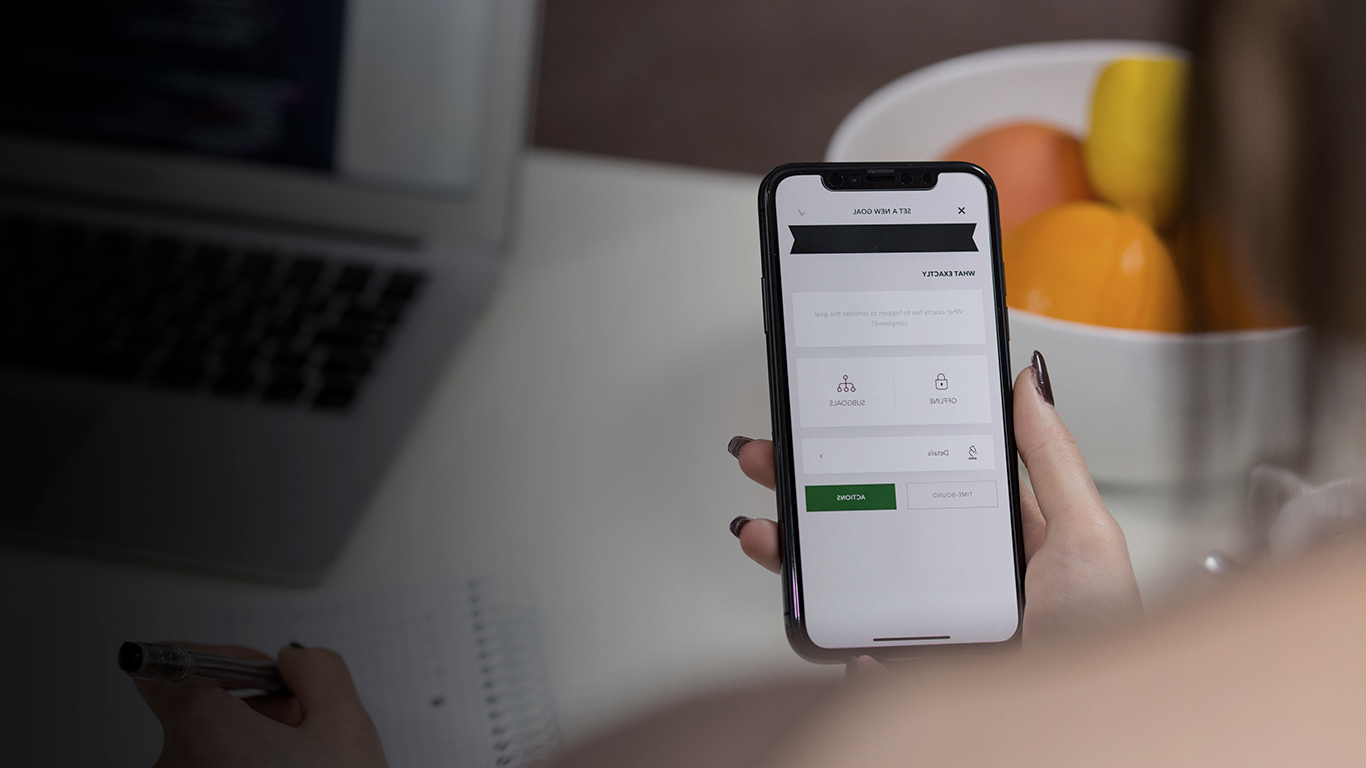 SET A NEW GOAL
WHAT EXACTLY
What exactly has to happen to consider this goal
completed?
OFFLINE
SUBGOALS
Details
TIME-BOUND
ACTIONS